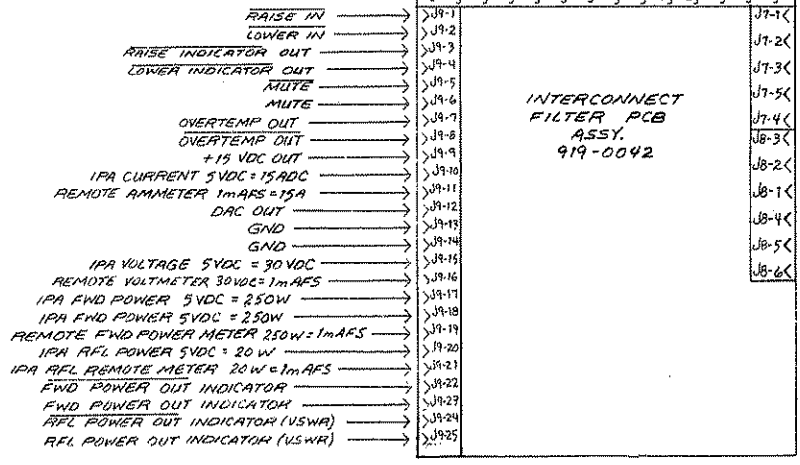 RAISE IN J9-1 J7-1
LOWER IN J9-2 J7-2
RAISE INDICATOR OUT J9-3
LOWER INDICATOR OUT J9-4 J7-3
MUTE J9-5 J7-5
MUTE J9-6 INTERCONNECT
OVERTEMP OUT J9-7 FILTER PCB J7-4
OVERTEMP OUT J9-8 ASSY. J8-3
+15 VDC OUT J9-9 919-0042
IPA CURRENT 5VDC = 15ADC J9-10 J8-2
REMOTE AMMETER 1mAFS = 15A J9-11 J8-1
DAC OUT J9-12
GND J9-13 J8-4
GND J9-14 J8-5
IPA VOLTAGE 5VDC = 30VDC J9-15
REMOTE VOLTMETER 30VDC = 1mAFS J9-16 J8-6
IPA FWD POWER 5VDC = 250W J9-17
IPA FWD POWER 5VDC = 250W J9-18
REMOTE FWD POWER METER 250W = 1mAFS J9-19
IPA RFL POWER 5VDC = 20W J9-20
IPA RFL REMOTE METER 20W = 1mAFS J9-21
FWD POWER OUT INDICATOR J9-22
FWD POWER OUT INDICATOR J9-23
RFL POWER OUT INDICATOR (VSWR) J9-24
RFL POWER OUT INDICATOR (VSWR) J9-25